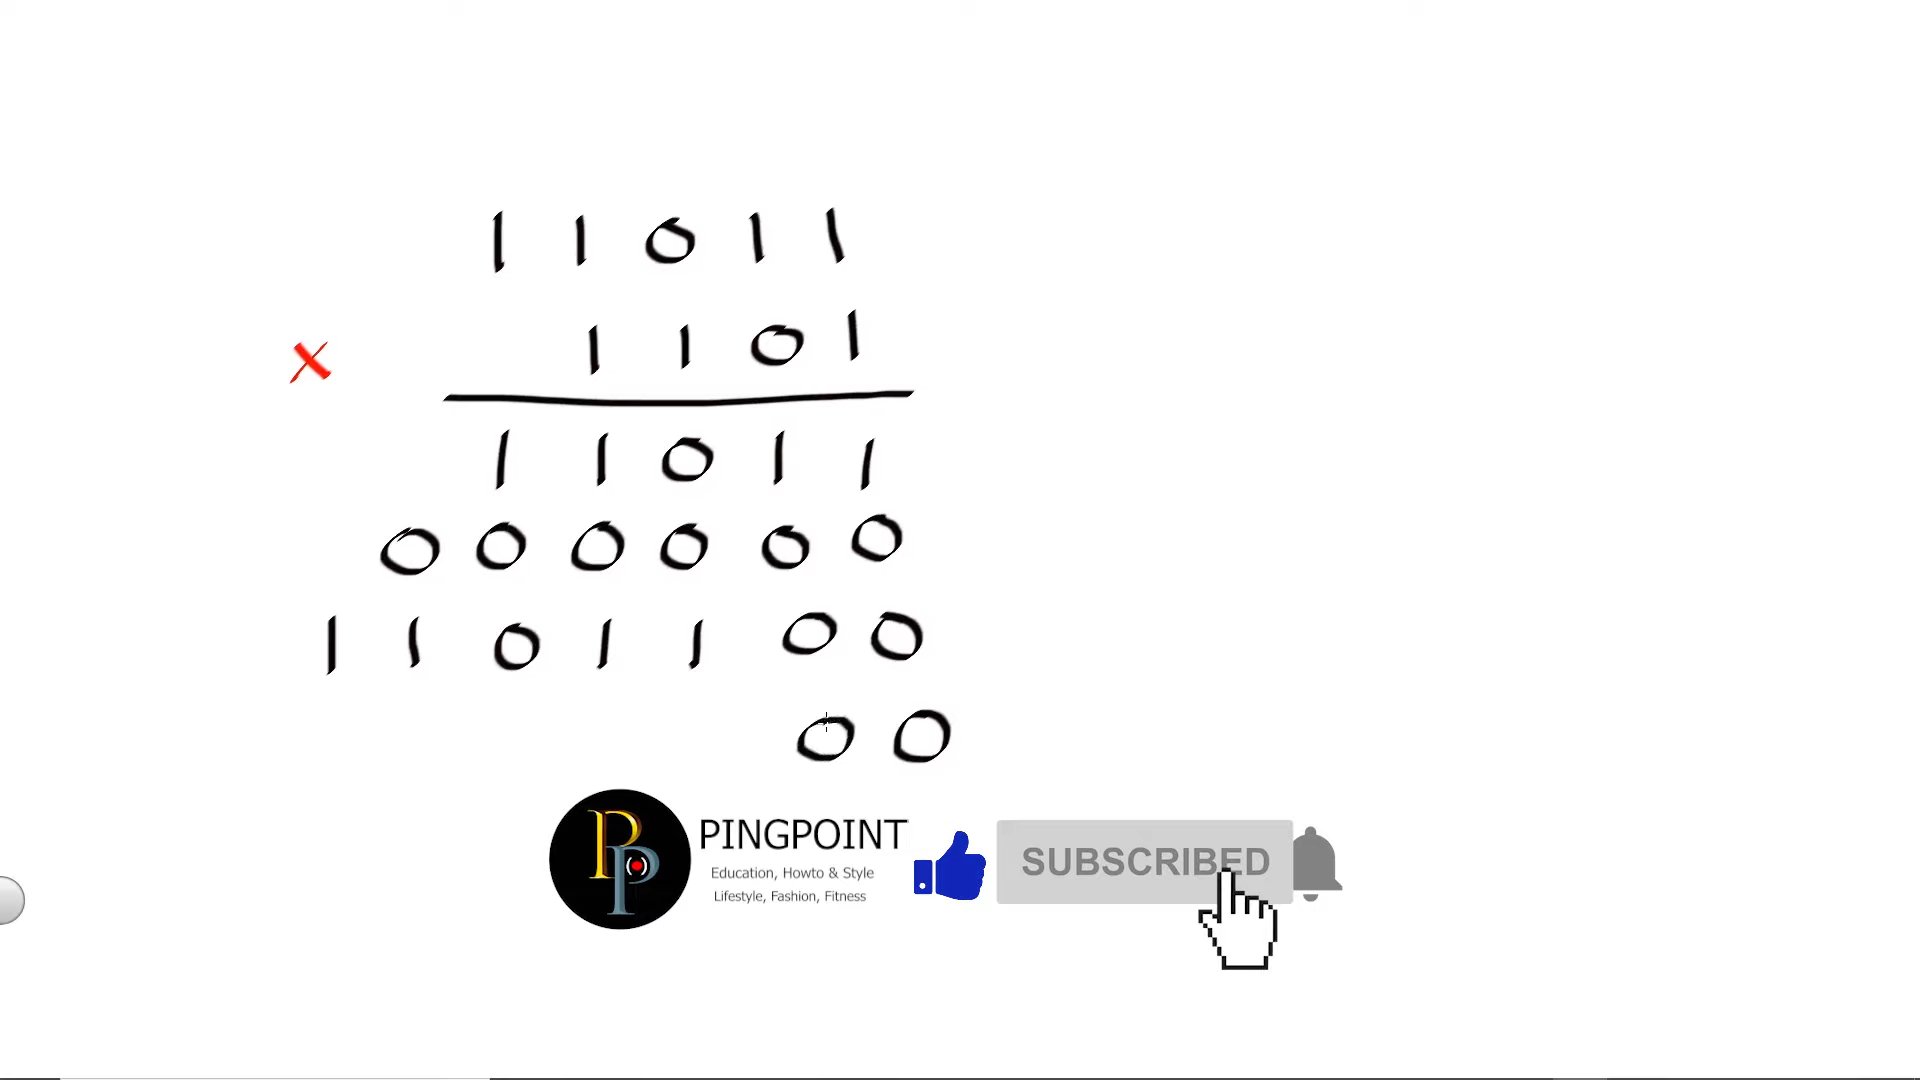 1 1 0 1 1
× 1 1 0 1
1 1 0 1 1
0 0 0 0 0 0
1 1 0 1 1 0 0
0 0
PP
PINGPOINT
Education, Howto & Style
Lifestyle, Fashion, Fitness
SUBSCRIBED